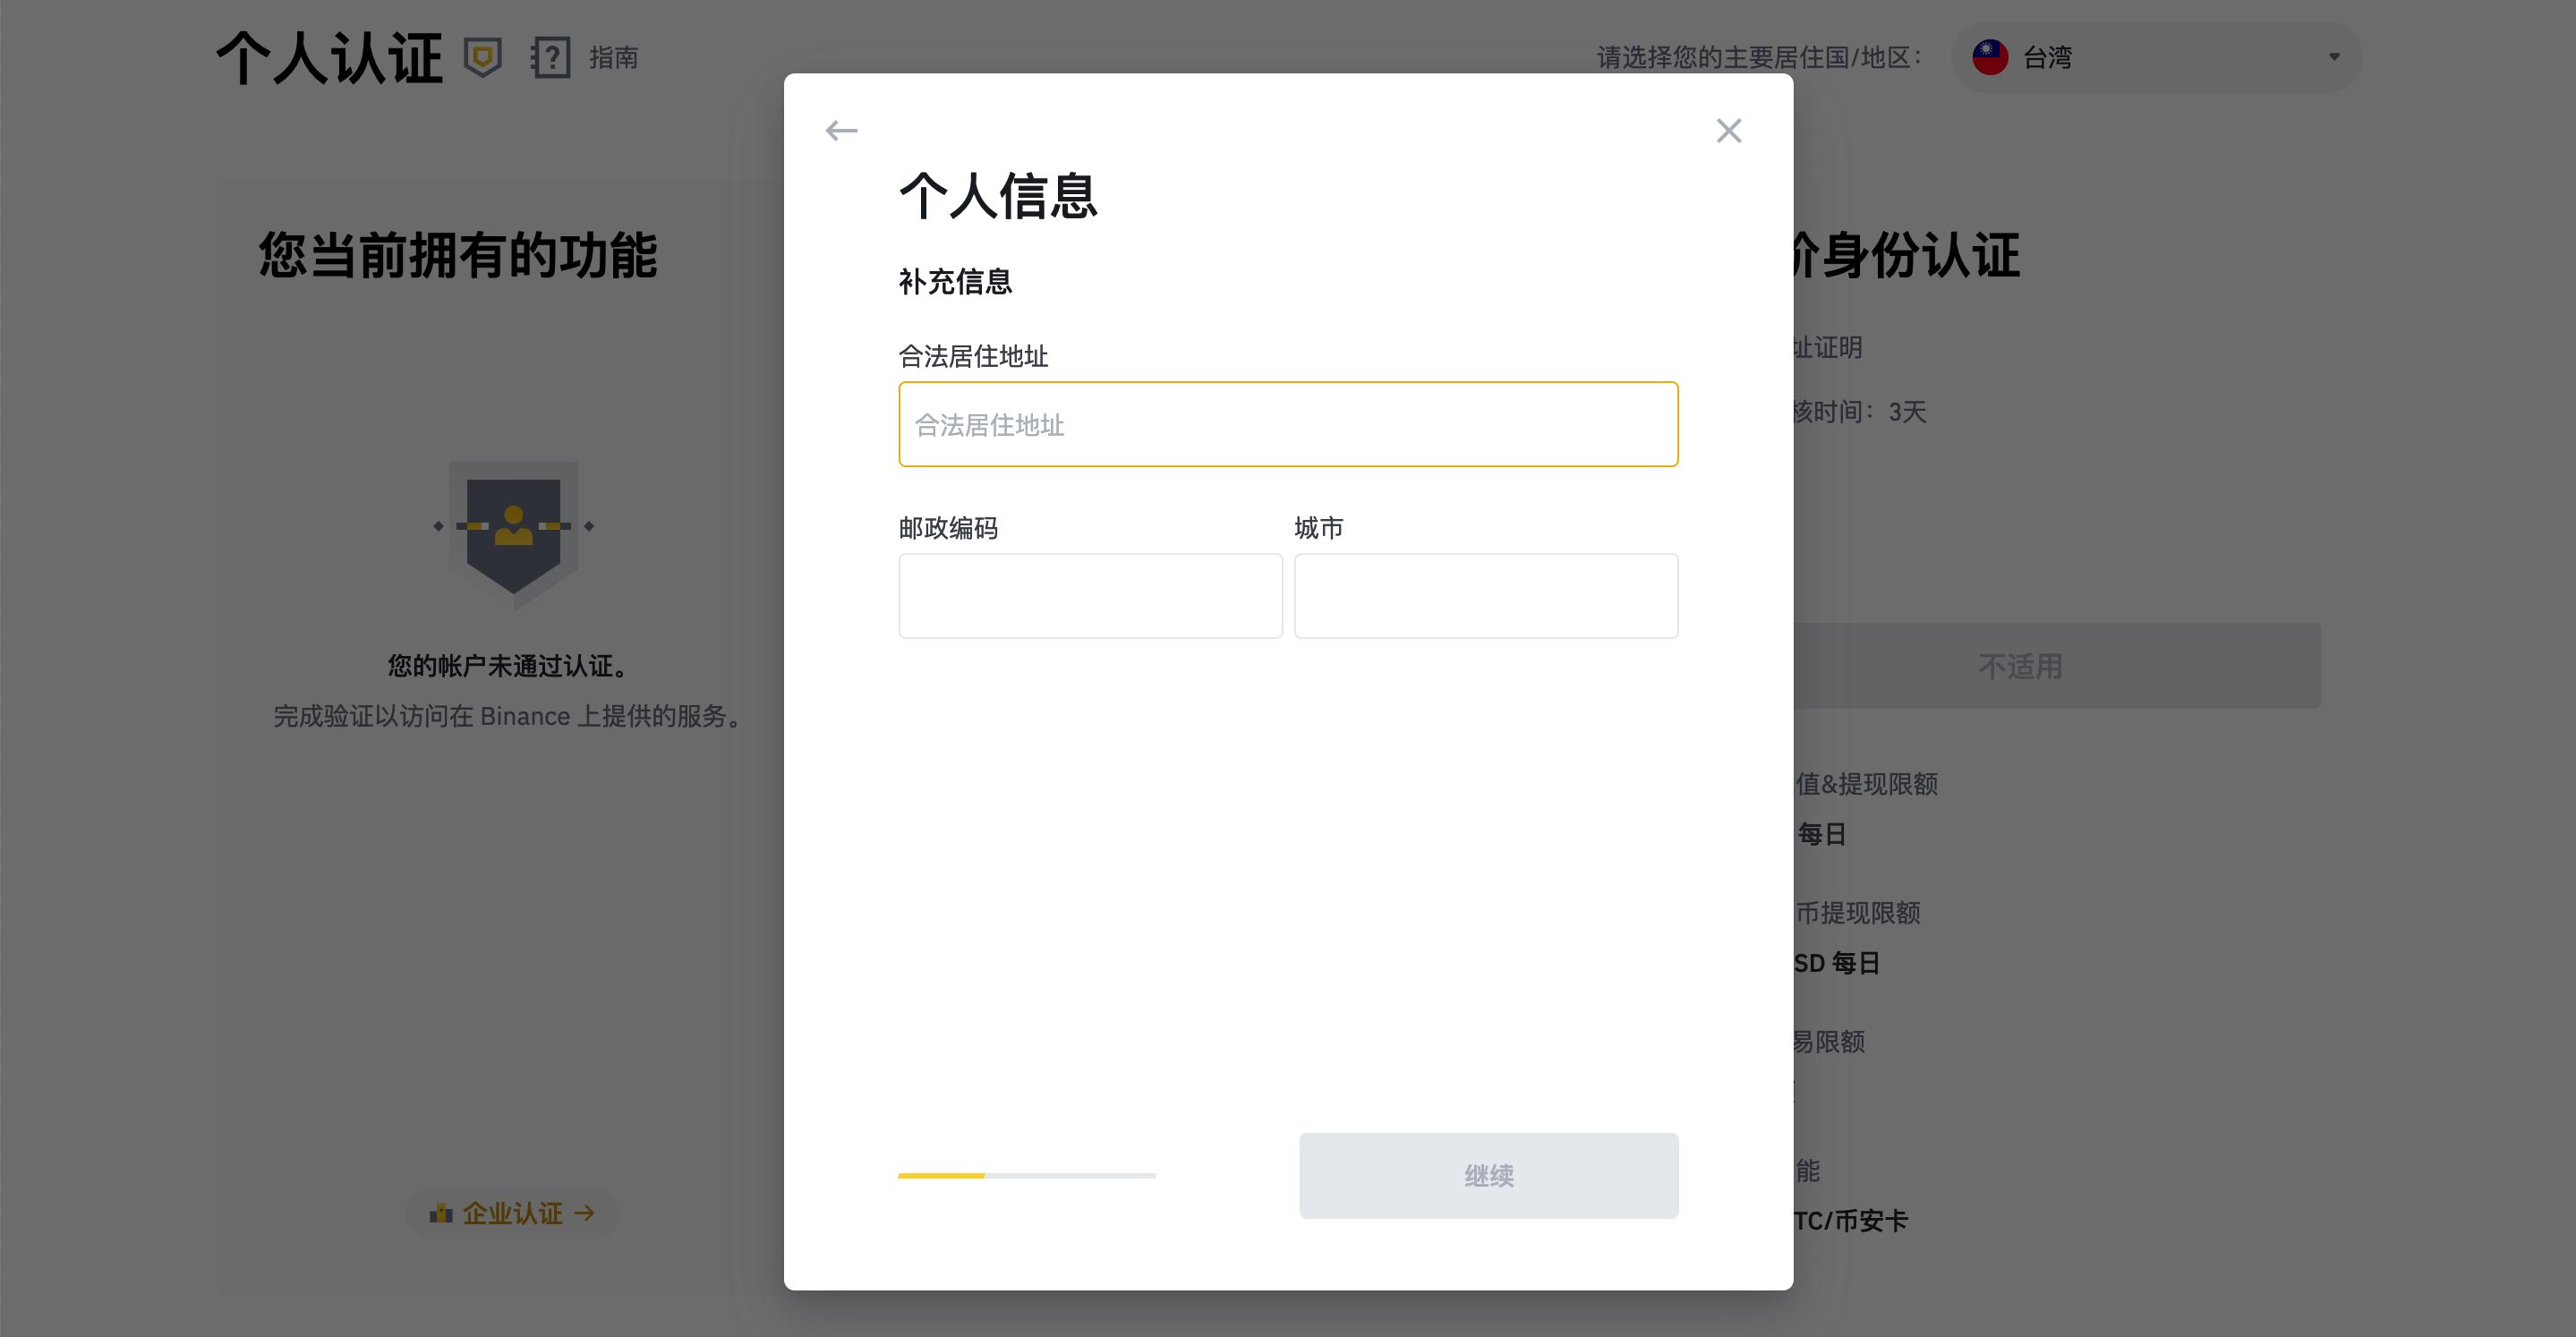 个人认证
指南
请选择您的主要居住国/地区：
台湾
您当前拥有的功能
您的帐户未通过认证。
完成验证以访问在 Binance 上提供的服务。
企业认证
个人信息
补充信息
合法居住地址
合法居住地址
邮政编码
城市
继续
阶身份认证
址证明
核时间：3天
不适用
值&提现限额
每日
币提现限额
SD 每日
易限额
能
TC/币安卡